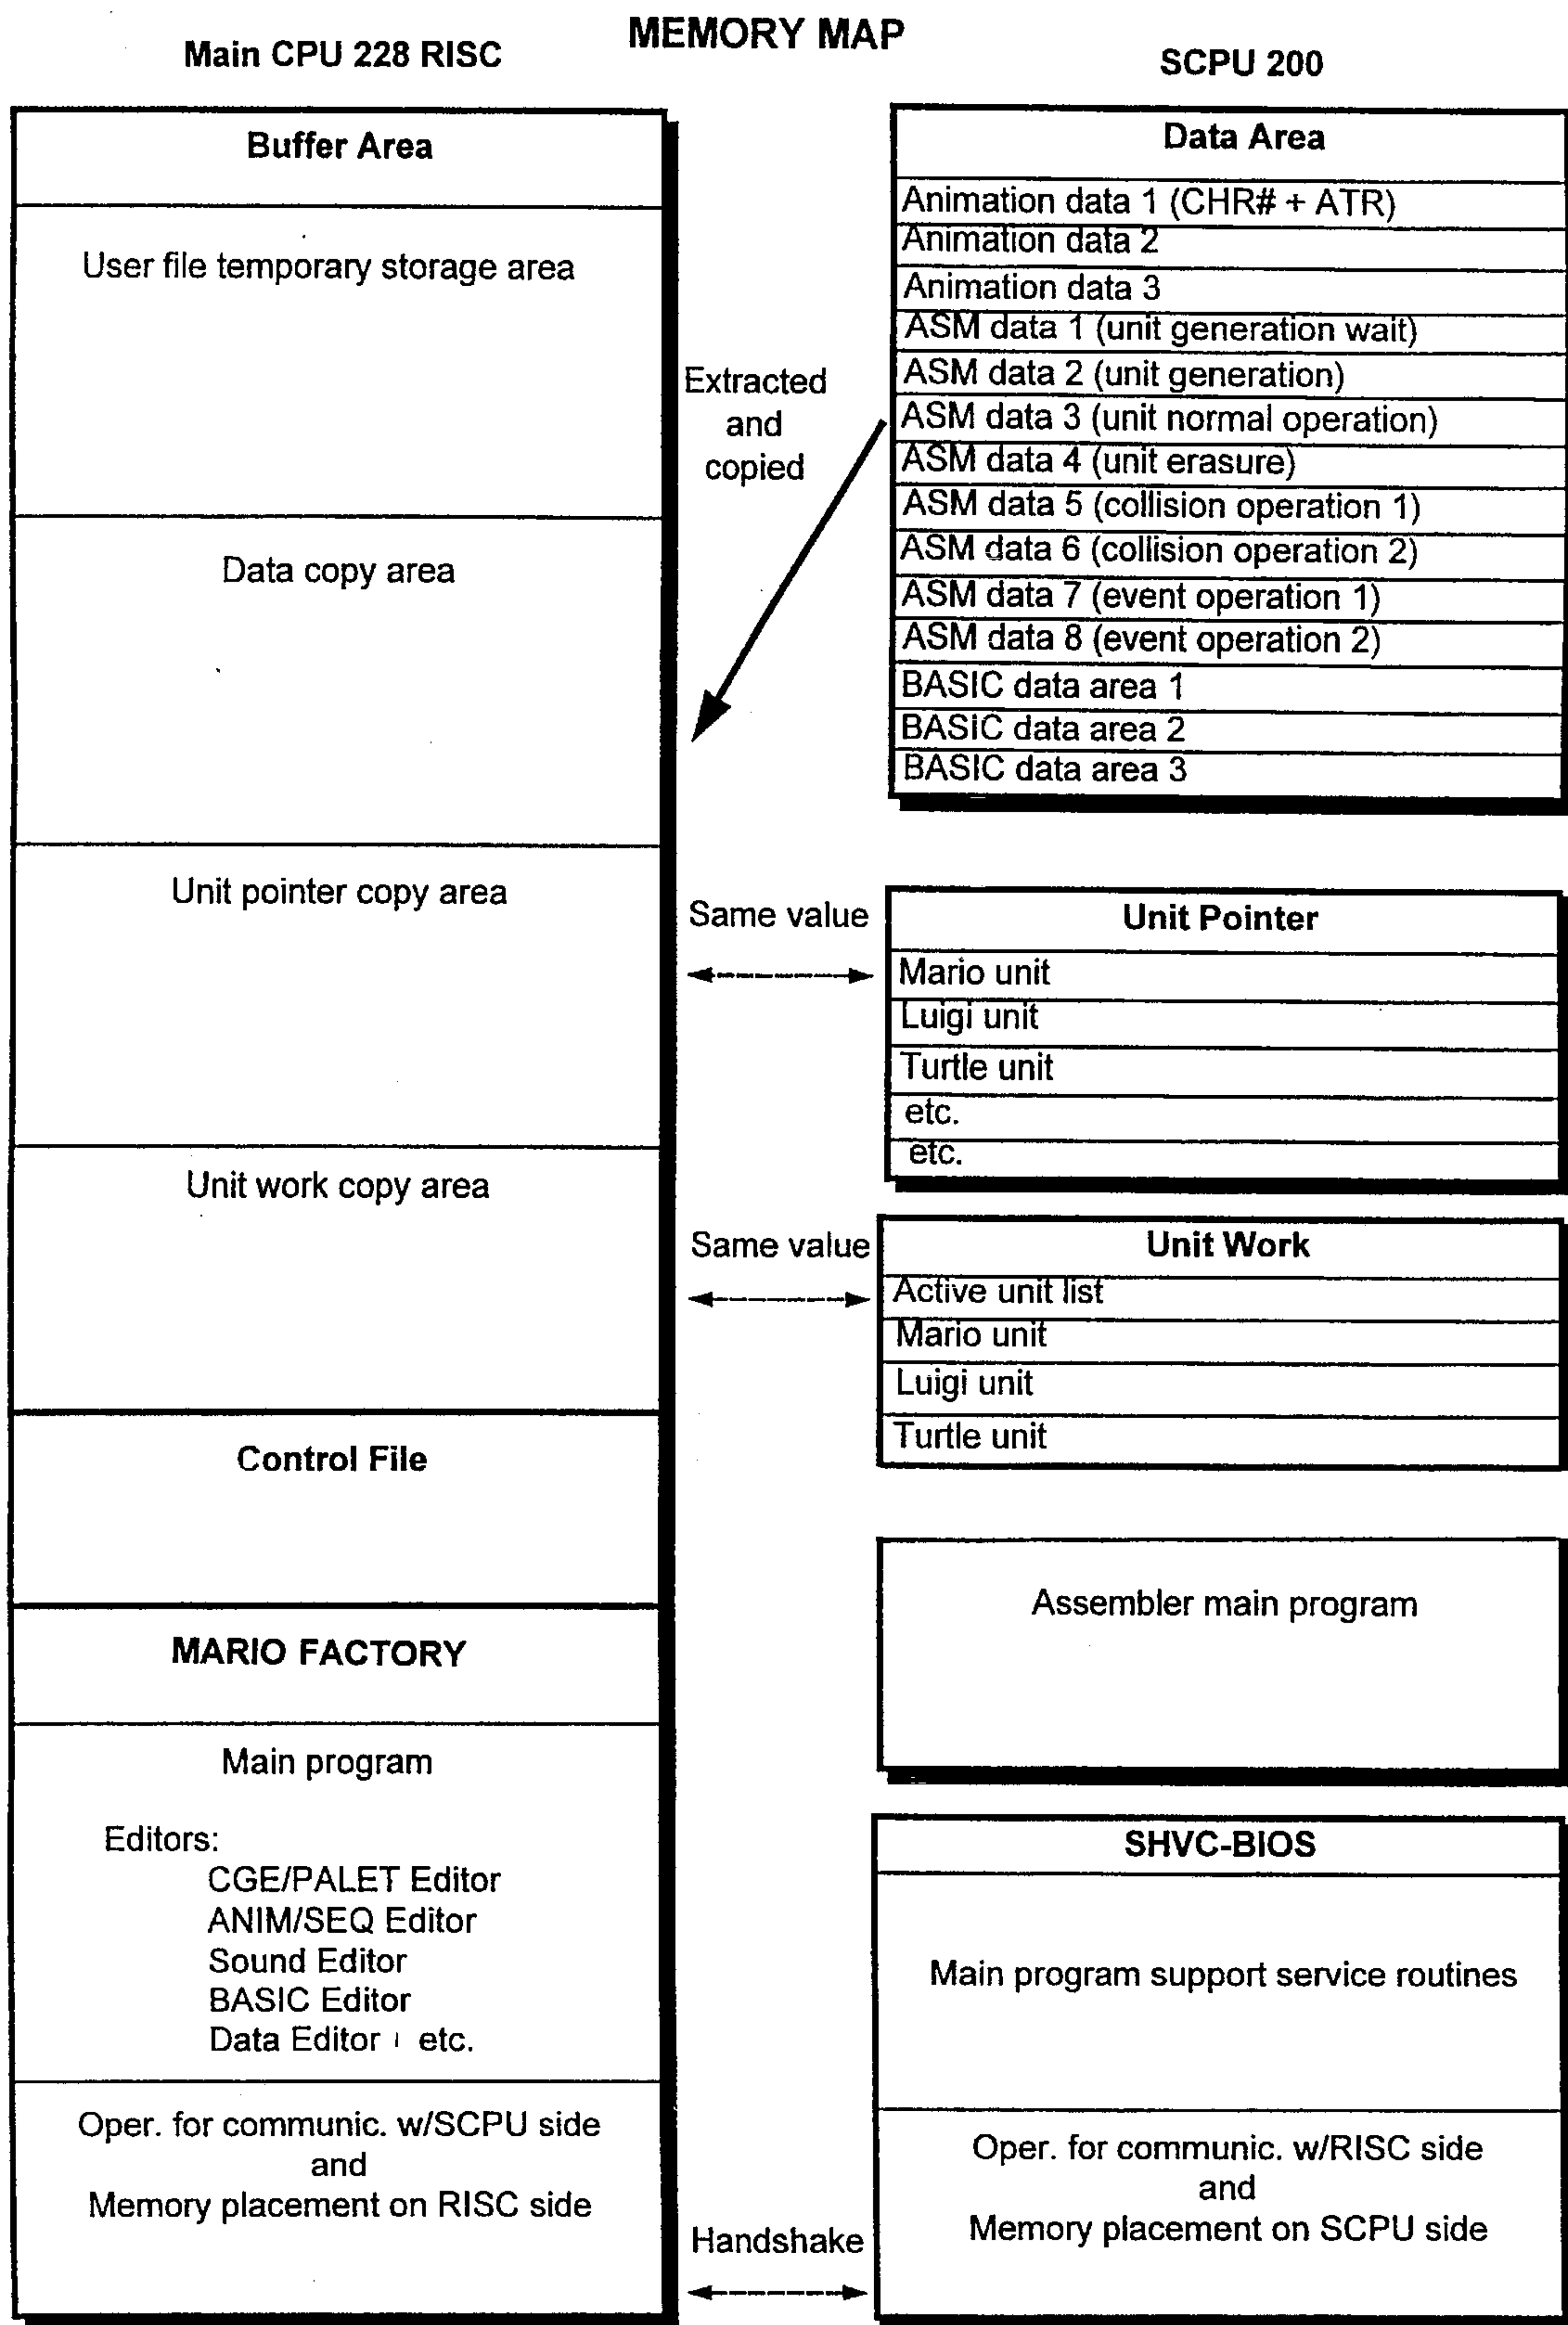 MEMORY MAP
Main CPU 228 RISC
Buffer Area
User file temporary storage area
Data copy area
Unit pointer copy area
Unit work copy area
Control File
MARIO FACTORY
Main program
Editors:
CGE/PALET Editor
ANIM/SEQ Editor
Sound Editor
BASIC Editor
Data Editor etc.
Oper. for communic. w/SCPU side
and
Memory placement on RISC side
Extracted
and
copied
Same value
Same value
Handshake
SCPU 200
Data Area
Animation data 1 (CHR# + ATR)
Animation data 2
Animation data 3
ASM data 1 (unit generation wait)
ASM data 2 (unit generation)
ASM data 3 (unit normal operation)
ASM data 4 (unit erasure)
ASM data 5 (collision operation 1)
ASM data 6 (collision operation 2)
ASM data 7 (event operation 1)
ASM data 8 (event operation 2)
BASIC data area 1
BASIC data area 2
BASIC data area 3
Unit Pointer
Mario unit
Luigi unit
Turtle unit
etc.
etc.
Unit Work
Active unit list
Mario unit
Luigi unit
Turtle unit
Assembler main program
SHVC-BIOS
Main program support service routines
Oper. for communic. w/RISC side
and
Memory placement on SCPU side